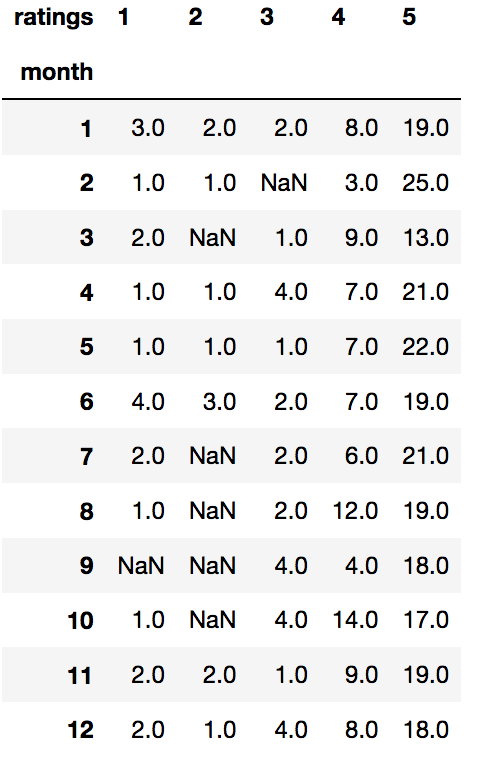 ratings 1 2 3 4 5
month
1 3.0 2.0 2.0 8.0 19.0
2 1.0 1.0 NaN 3.0 25.0
3 2.0 NaN 1.0 9.0 13.0
4 1.0 1.0 4.0 7.0 21.0
5 1.0 1.0 1.0 7.0 22.0
6 4.0 3.0 2.0 7.0 19.0
7 2.0 NaN 2.0 6.0 21.0
8 1.0 NaN 2.0 12.0 19.0
9 NaN NaN 4.0 4.0 18.0
10 1.0 NaN 4.0 14.0 17.0
11 2.0 2.0 1.0 9.0 19.0
12 2.0 1.0 4.0 8.0 18.0